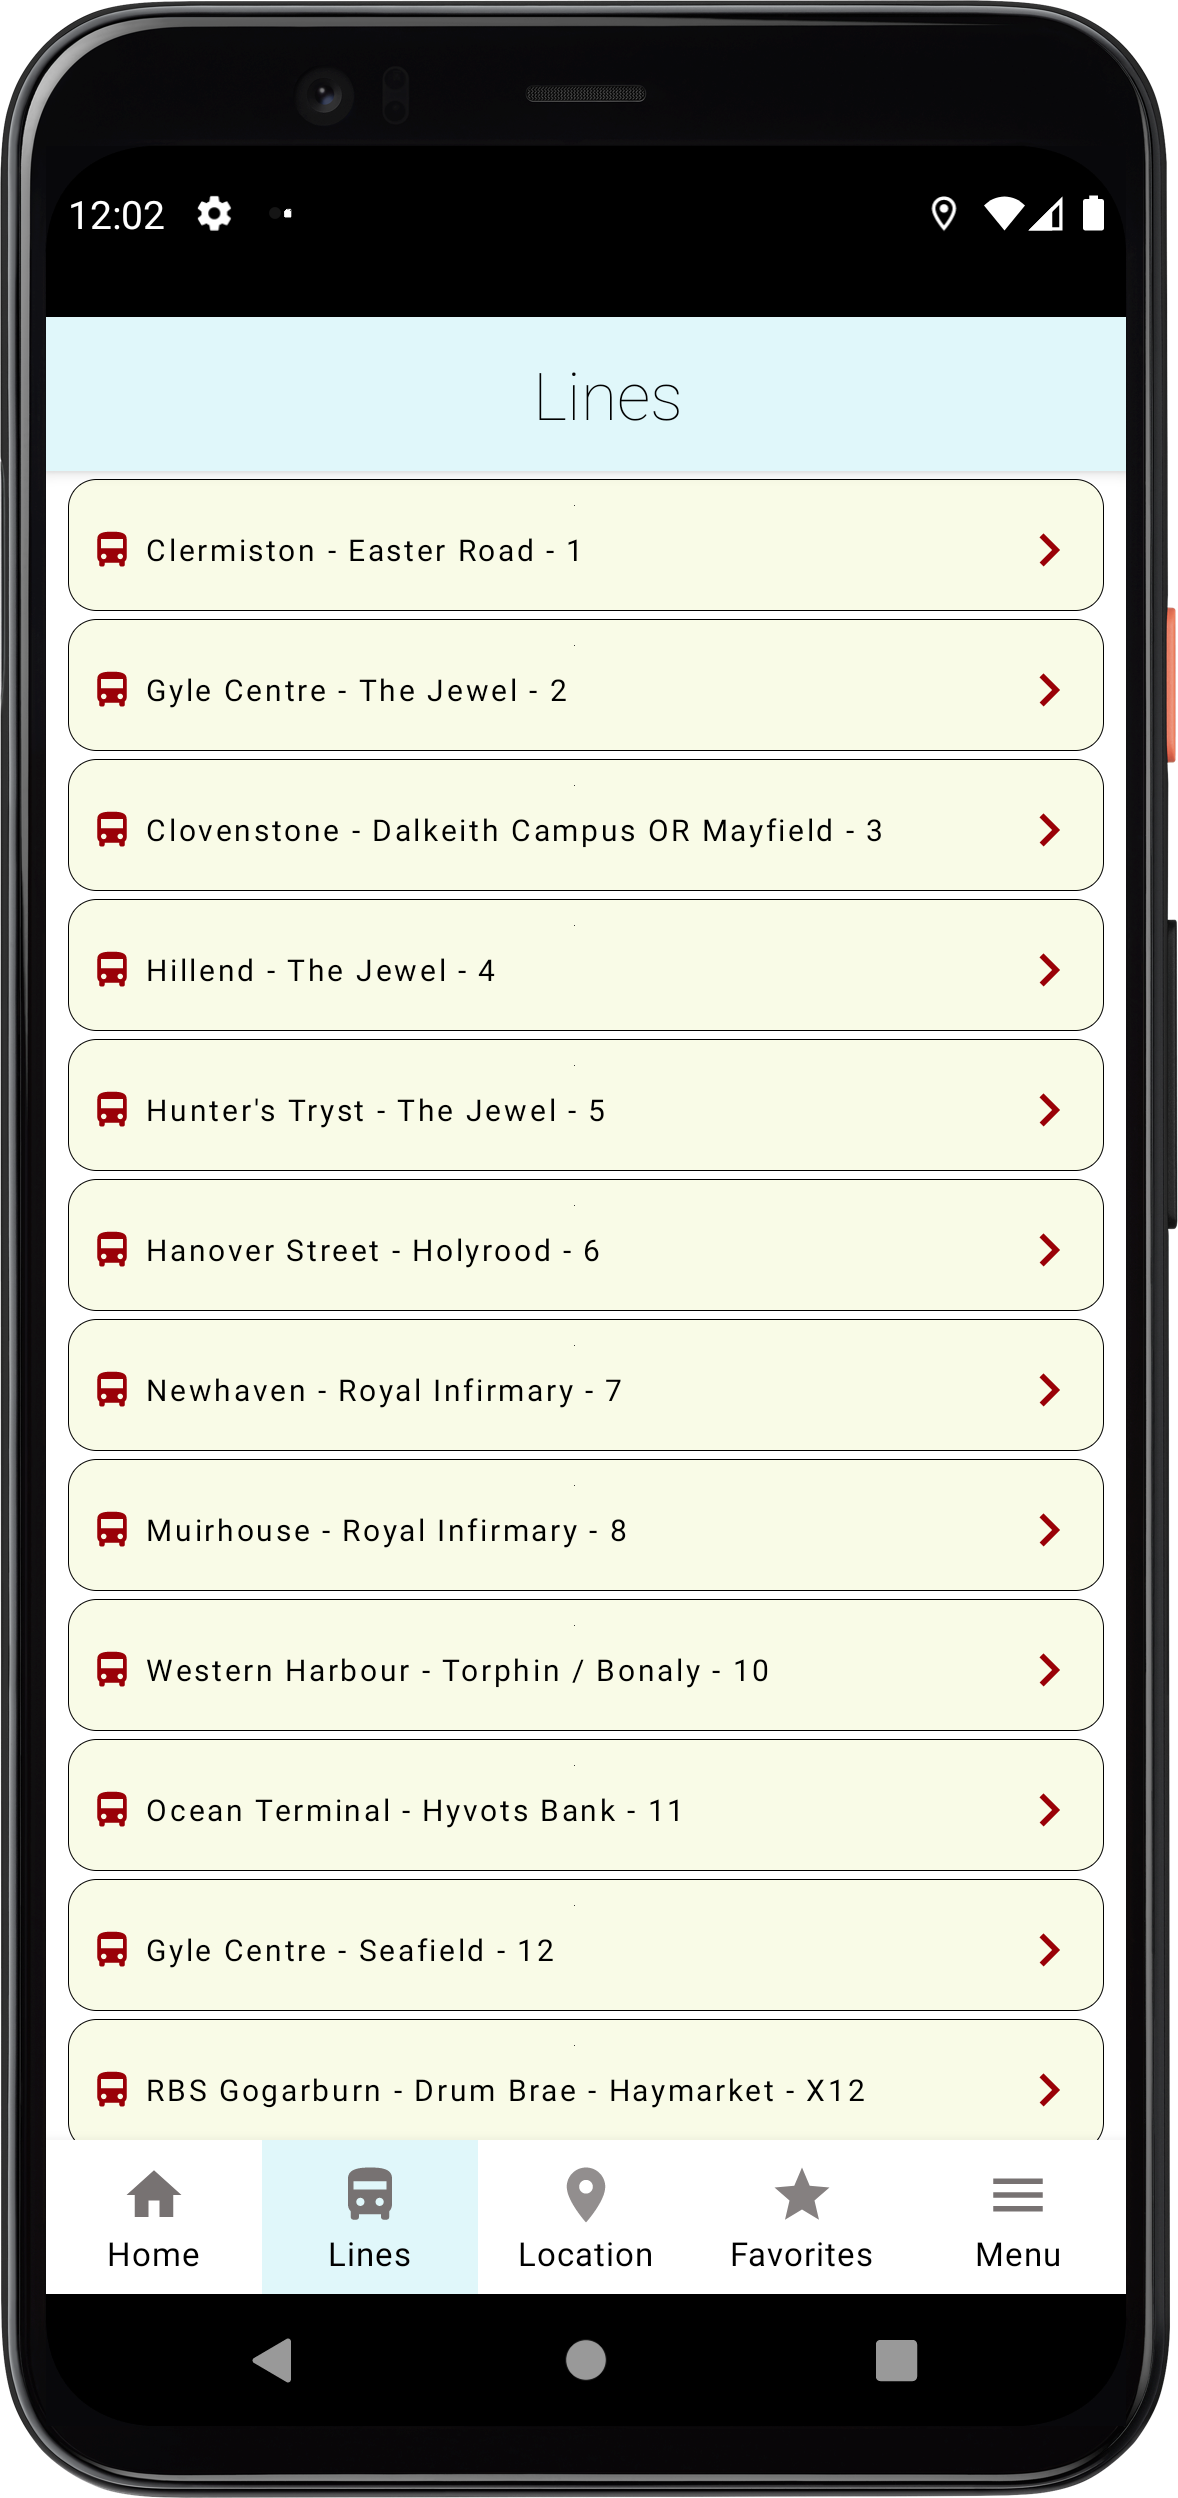 12:02
Lines
Clermiston - Easter Road - 1
Gyle Centre - The Jewel - 2
Clovenstone - Dalkeith Campus OR Mayfield - 3
Hillend - The Jewel - 4
Hunter's Tryst - The Jewel - 5
Hanover Street - Holyrood - 6
Newhaven - Royal Infirmary - 7
Muirhouse - Royal Infirmary - 8
Western Harbour - Torphin / Bonaly - 10
Ocean Terminal - Hyvots Bank - 11
Gyle Centre - Seafield - 12
RBS Gogarburn - Drum Brae - Haymarket - X12
Home Lines Location Favorites Menu